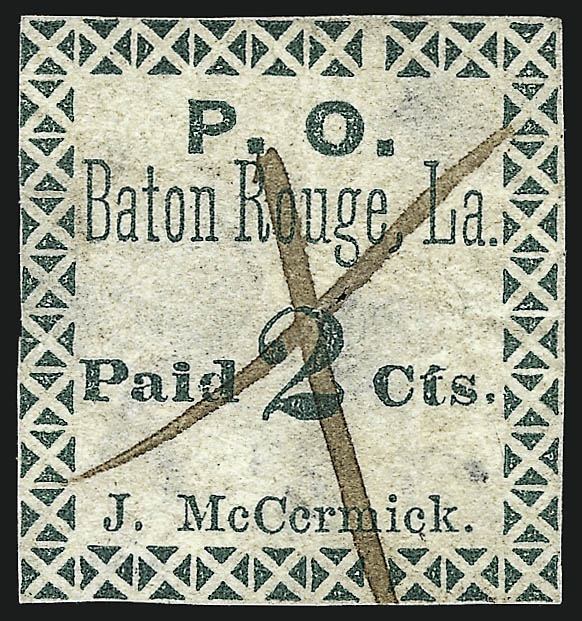 P. O.
Baton Rouge, La.
Paid 2 Cts.
J. McCcrmick.